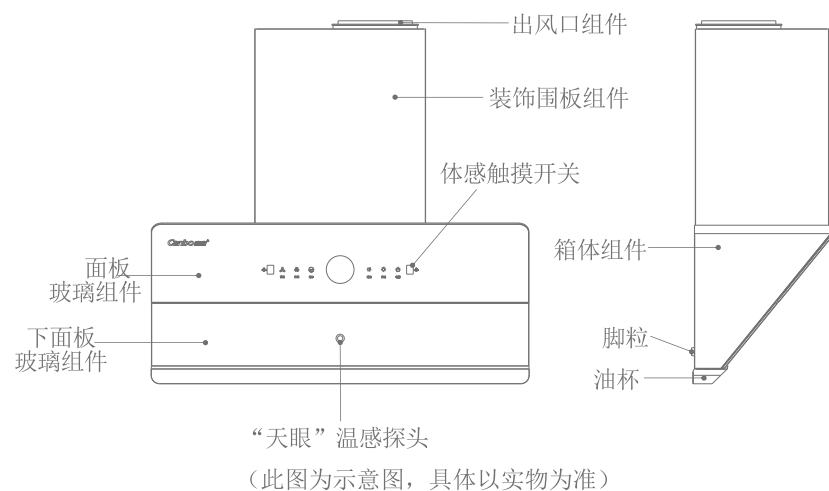 出风口组件
装饰围板组件
体感触摸开关
Canbo
箱体组件
面板
玻璃组件
下面板
玻璃组件
脚粒
油杯
“天眼”温感探头
（此图为示意图，具体以实物为准）